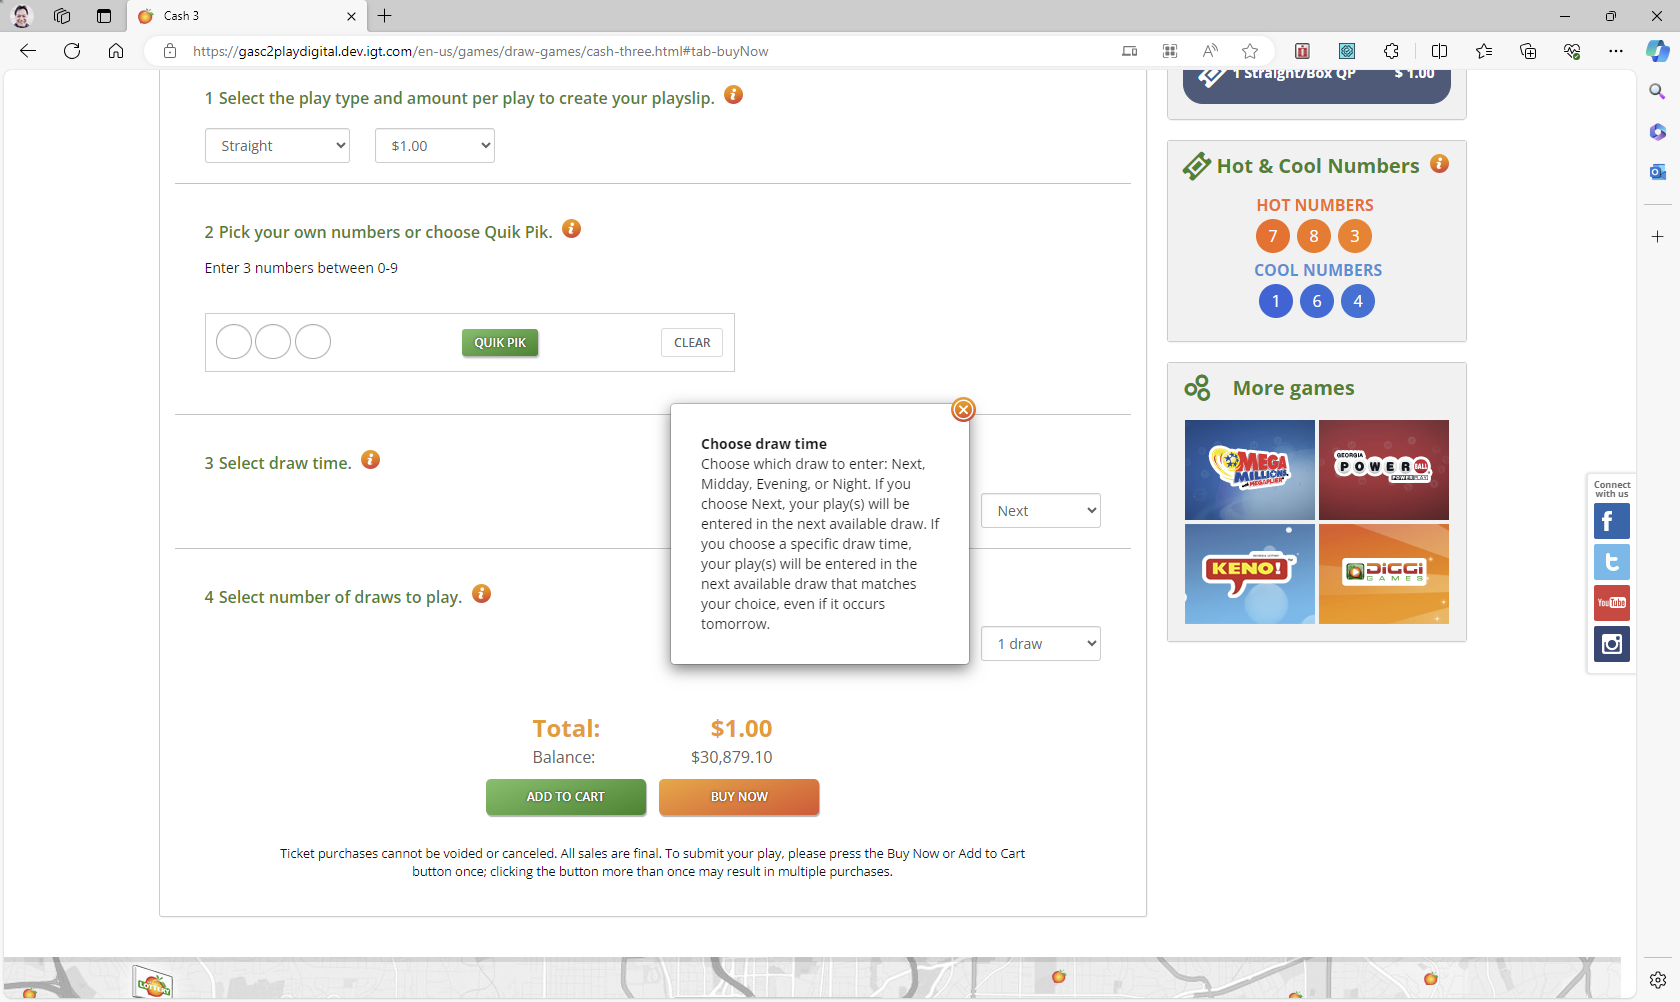 Cash 3
https://gasc2playdigital.dev.igt.com/en-us/games/draw-games/cash-three.html#tab-buyNow
1 Select the play type and amount per play to create your playslip.
Straight
$1.00
2 Pick your own numbers or choose Quik Pik.
Enter 3 numbers between 0-9
QUIK PIK
CLEAR
3 Select draw time.
Next
Choose draw time
Choose which draw to enter: Next,
Midday, Evening, or Night. If you
choose Next, your play(s) will be
entered in the next available draw. If
you choose a specific draw time,
your play(s) will be entered in the
next available draw that matches
your choice, even if it occurs
tomorrow.
4 Select number of draws to play.
1 draw
Total: $1.00
Balance: $30,879.10
ADD TO CART
BUY NOW
Ticket purchases cannot be voided or canceled. All sales are final. To submit your play, please press the Buy Now or Add to Cart
button once; clicking the button more than once may result in multiple purchases.
1 Straight/Box QP $ 1.00
Hot & Cool Numbers
HOT NUMBERS
7 8 3
COOL NUMBERS
1 6 4
More games
MEGA
MILLIONS
MEGAPLIER
GEORGIA
POWERBALL
POWERPLAY
KENO!
DIGGI
GAMES
Connect
with us
YouTube
LOTTERY